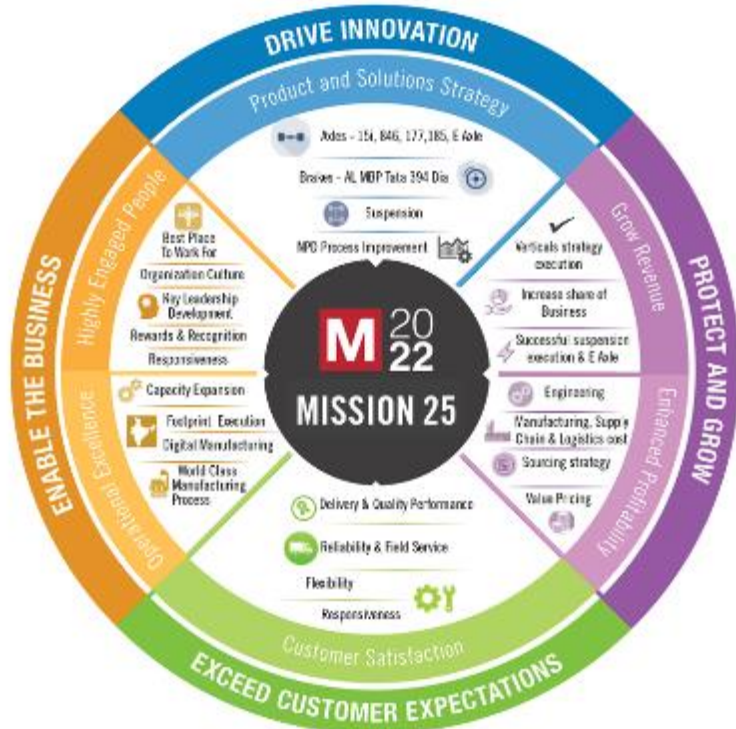 DRIVE INNOVATION
Product and Solutions Strategy
Axles - 15i, 846, 177,185, E Axle
Brakes - AL MBP Tata 394 Dia
Suspension
NPD Process Improvement
PROTECT AND GROW
Grow Revenue
Verticals strategy
execution
Increase share of
Business
Successful suspension
execution & E Axle
Enhanced Profitability
Engineering
Manufacturing, Supply
Chain & Logistics cost
Sourcing strategy
Value Pricing
EXCEED CUSTOMER EXPECTATIONS
Customer Satisfaction
Delivery & Quality Performance
Reliability & Field Service
Flexibility
Responsiveness
ENABLE THE BUSINESS
Highly Engaged People
Best Place
To Work For
Organization Culture
Key Leadership
Development
Rewards & Recognition
Responsiveness
Operational Excellence
Capacity Expansion
Footprint Execution
Digital Manufacturing
World Class
Manufacturing
Process
M 20
22
MISSION 25